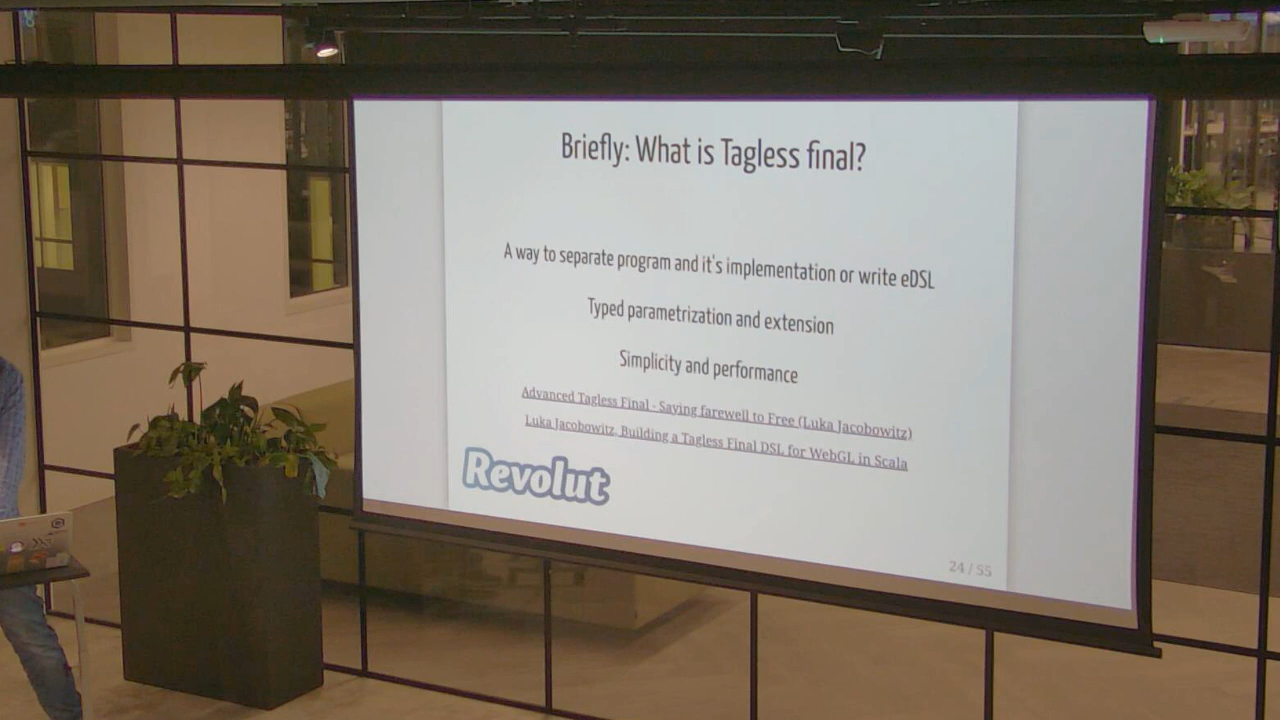 Briefly: What is Tagless final?
A way to separate program and it's implementation or write eDSL
Typed parametrization and extension
Simplicity and performance
Advanced Tagless Final - Saying farewell to Free (Luka Jacobowitz)
Luka Jacobowitz, Building a Tagless Final DSL for WebGL in Scala
Revolut
24 / 55